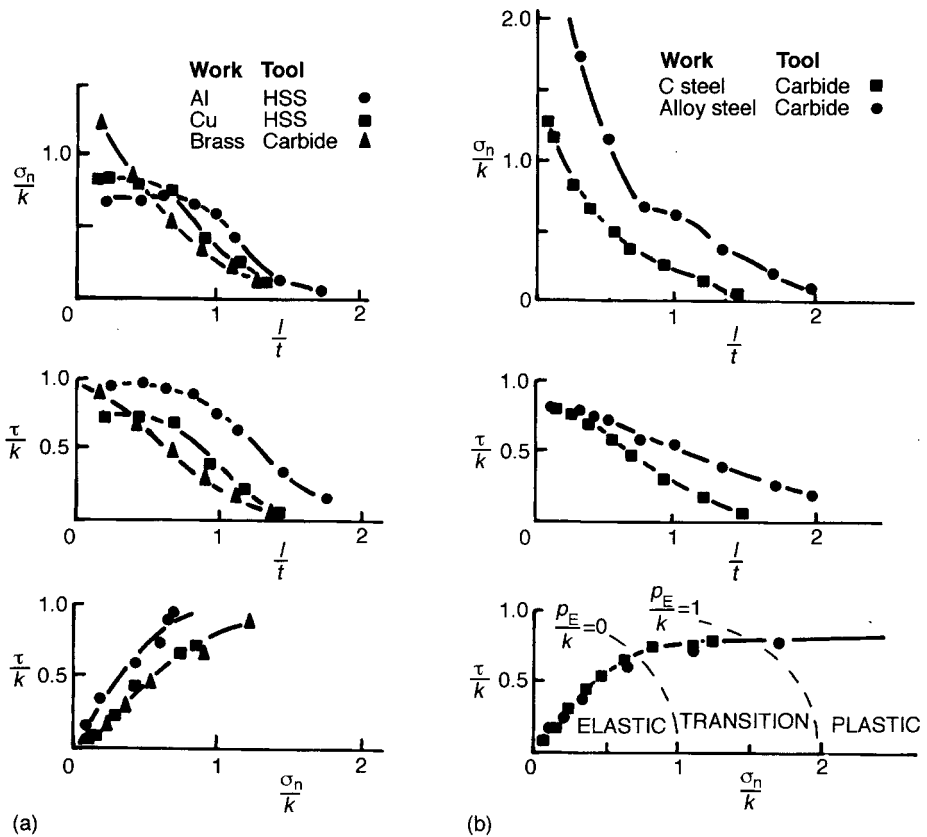 Work Tool
Al HSS ●
Cu HSS ■
Brass Carbide ▲
1.0
σn/k
0 1 2
l/t
1.0
τ/k 0.5
0 1 2
l/t
1.0
τ/k 0.5
0 1 2
σn/k
(a)
2.0
Work Tool
C steel Carbide ■
Alloy steel Carbide ●
σn/k 1.0
0
0 1.0 2
l/t
1.0
τ/k 0.5
0 1 2
l/t
1.0
pE/k=0 pE/k=1
τ/k 0.5
ELASTIC TRANSITION PLASTIC
0 1 2
σn/k
(b)